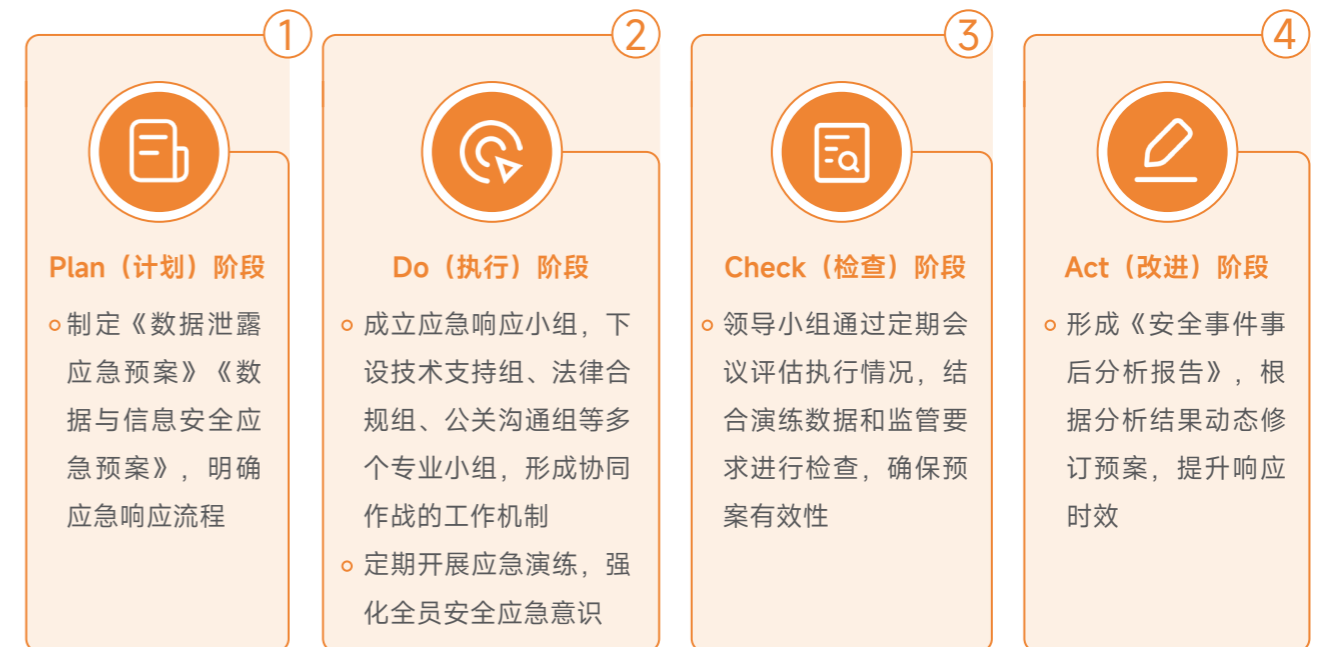 1
Plan（计划）阶段
制定《数据泄露
应急预案》《数
据与信息安全应
急预案》，明确
应急响应流程
2
Do（执行）阶段
成立应急响应小组，下
设技术支持组、法律合
规组、公关沟通组等多
个专业小组，形成协同
作战的工作机制
定期开展应急演练，强
化全员安全应急意识
3
Check（检查）阶段
领导小组通过定期会
议评估执行情况，结
合演练数据和监管要
求进行检查，确保预
案有效性
4
Act（改进）阶段
形成《安全事件事
后分析报告》，根
据分析结果动态修
订预案，提升响应
时效